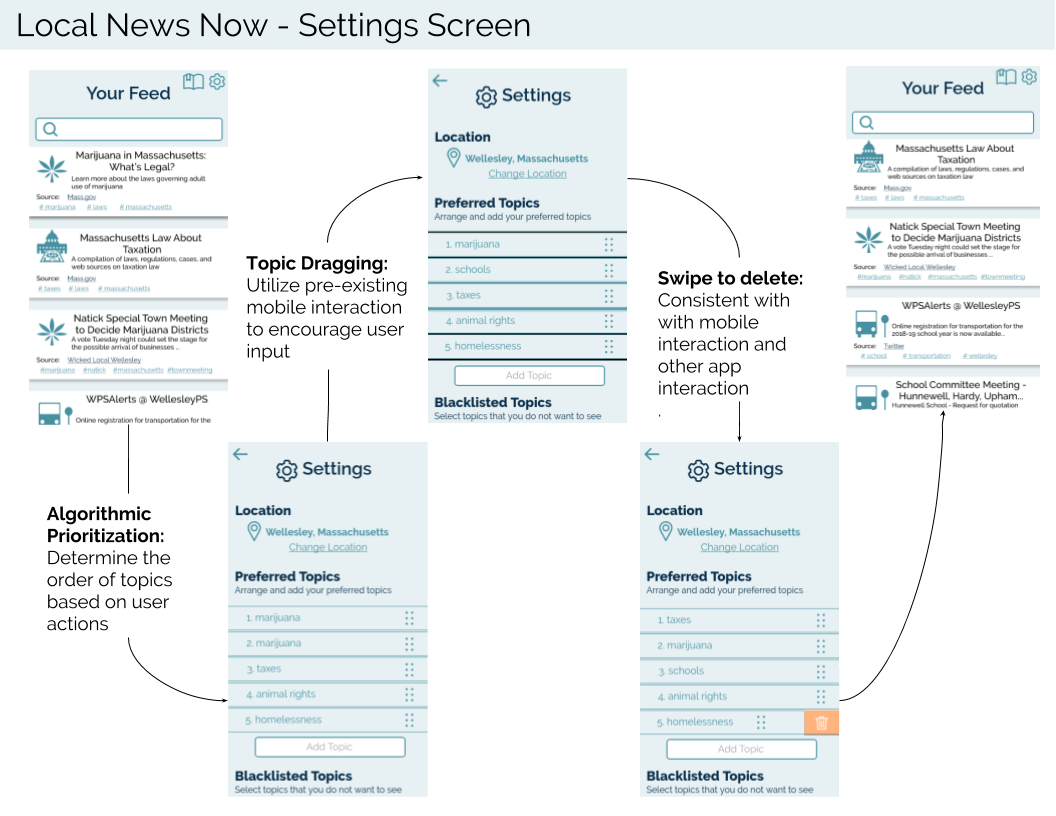 Local News Now - Settings Screen
Your Feed
Marijuana in Massachusetts:
What's Legal?
Learn more about the laws governing adult
use of marijuana
Source: Mass.gov
# marijuana # laws # massachusetts
Massachusetts Law About
Taxation
A compilation of laws, regulations, cases, and
web sources on taxation law
Source: Mass.gov
# taxes # laws # massachusetts
Natick Special Town Meeting
to Decide Marijuana Districts
A vote Tuesday night could set the stage for
the possible arrival of businesses ...
Source: Wicked Local Wellesley
#marijuana #natick #massachusetts #townmeeting
WPSAlerts @ WellesleyPS
Online registration for transportation for the
Algorithmic
Prioritization:
Determine the
order of topics
based on user
actions
Settings
Location
Wellesley, Massachusetts
Change Location
Preferred Topics
Arrange and add your preferred topics
1. marijuana
2. marijuana
3. taxes
4. animal rights
5. homelessness
Add Topic
Blacklisted Topics
Select topics that you do not want to see
Topic Dragging:
Utilize pre-existing
mobile interaction
to encourage user
input
Settings
Location
Wellesley, Massachusetts
Change Location
Preferred Topics
Arrange and add your preferred topics
1. marijuana
2. schools
3. taxes
4. animal rights
5. homelessness
Add Topic
Blacklisted Topics
Select topics that you do not want to see
Swipe to delete:
Consistent with
with mobile
interaction and
other app
interaction
.
Settings
Location
Wellesley, Massachusetts
Change Location
Preferred Topics
Arrange and add your preferred topics
1. taxes
2. marijuana
3. schools
4. animal rights
5. homelessness
Add Topic
Blacklisted Topics
Select topics that you do not want to see
Your Feed
Massachusetts Law About
Taxation
A compilation of laws, regulations, cases, and
web sources on taxation law
Source: Mass.gov
# taxes # laws # massachusetts
Natick Special Town Meeting
to Decide Marijuana Districts
A vote Tuesday night could set the stage for
the possible arrival of businesses ...
Source: Wicked Local Wellesley
#marijuana #natick #massachusetts #townmeeting
WPSAlerts @ WellesleyPS
Online registration for transportation for the
2018-19 school year is now available...
Source: Twitter
# school # transportation # wellesley
School Committee Meeting -
Hunnewell, Hardy, Upham...
Hunnewell School - Request for quotation